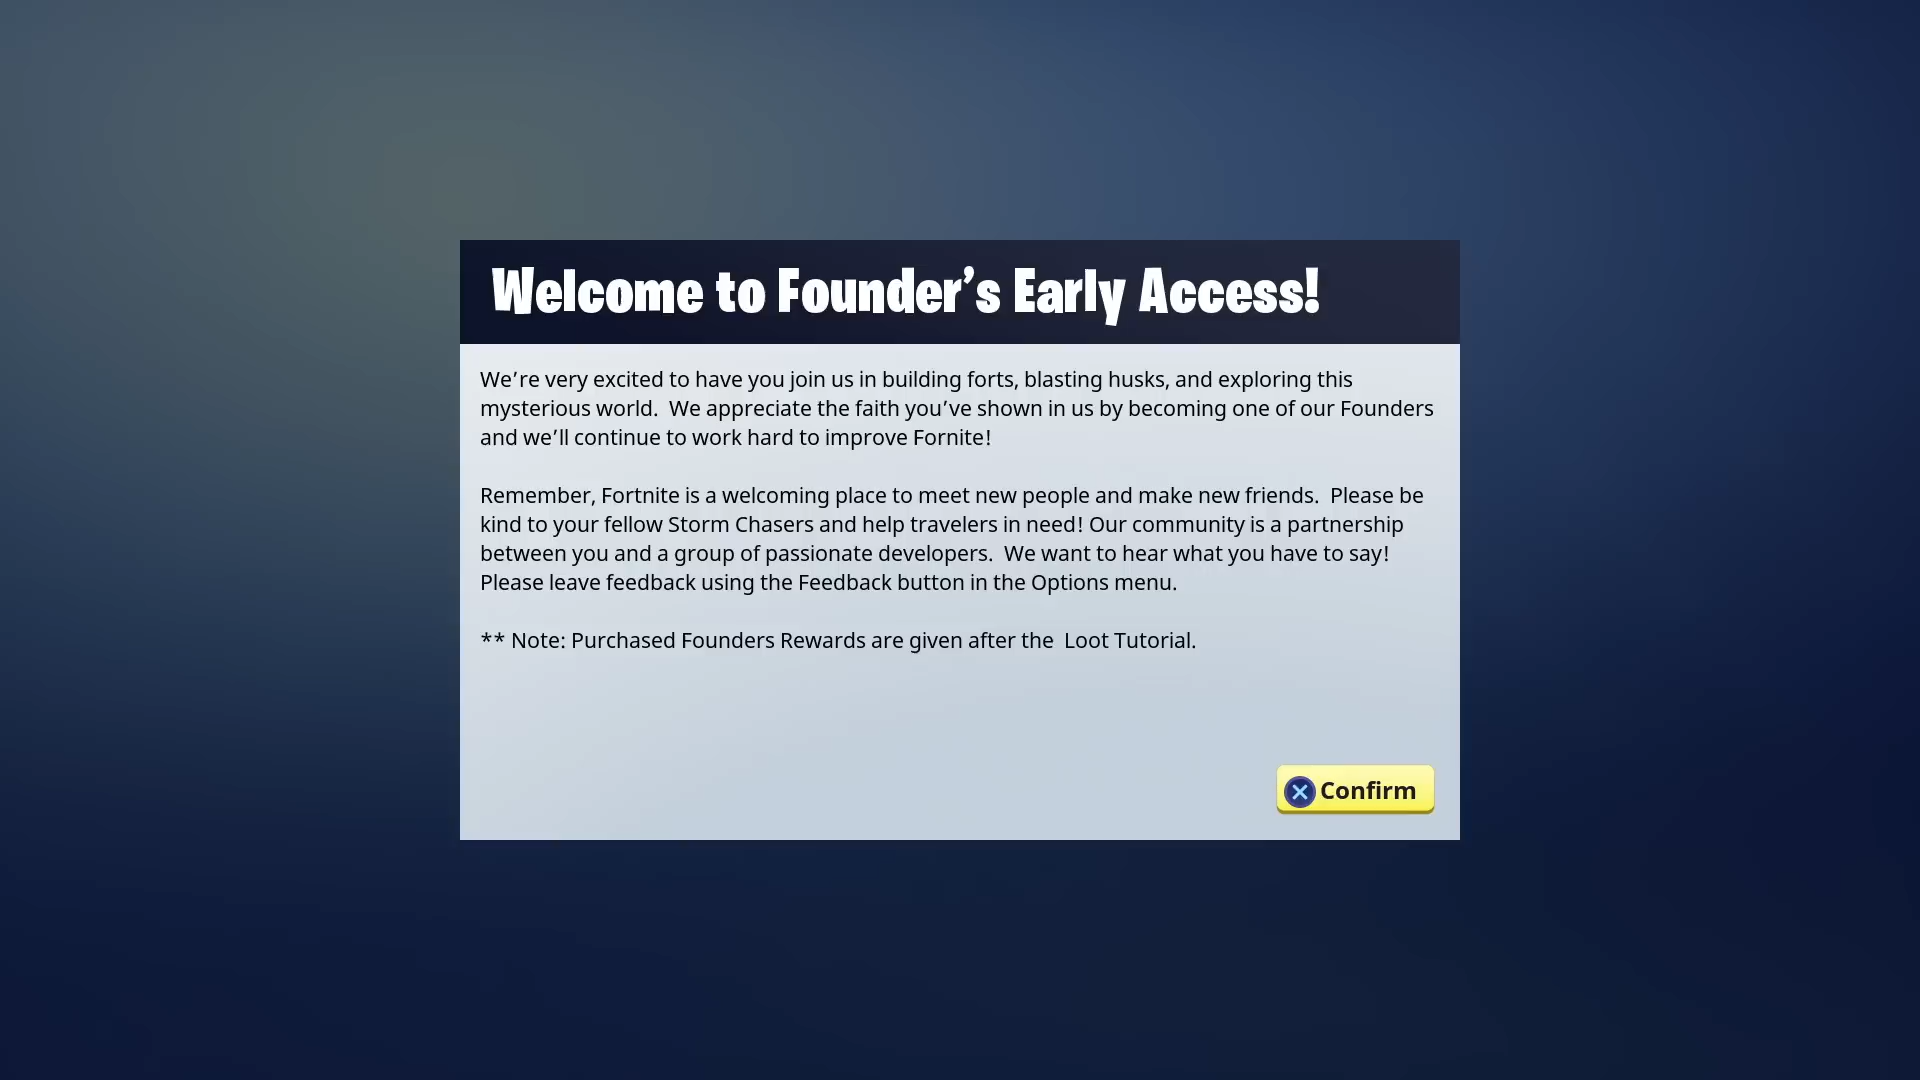 Welcome to Founder’s Early Access!
We’re very excited to have you join us in building forts, blasting husks, and exploring this
mysterious world.  We appreciate the faith you’ve shown in us by becoming one of our Founders
and we’ll continue to work hard to improve Fornite!
Remember, Fortnite is a welcoming place to meet new people and make new friends.  Please be
kind to your fellow Storm Chasers and help travelers in need! Our community is a partnership
between you and a group of passionate developers.  We want to hear what you have to say!
Please leave feedback using the Feedback button in the Options menu.
** Note: Purchased Founders Rewards are given after the  Loot Tutorial.
Confirm